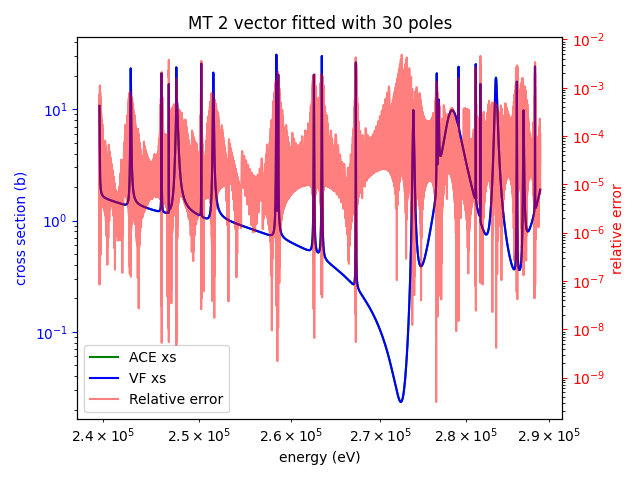 MT 2 vector fitted with 30 poles
cross section (b)
10¹
10⁰
10⁻¹
10⁻²
10⁻³
10⁻⁴
10⁻⁵
10⁻⁶
10⁻⁷
10⁻⁸
10⁻⁹
relative error
ACE xs
VF xs
Relative error
2.4 × 10⁵ 2.5 × 10⁵ 2.6 × 10⁵ 2.7 × 10⁵ 2.8 × 10⁵ 2.9 × 10⁵
energy (eV)